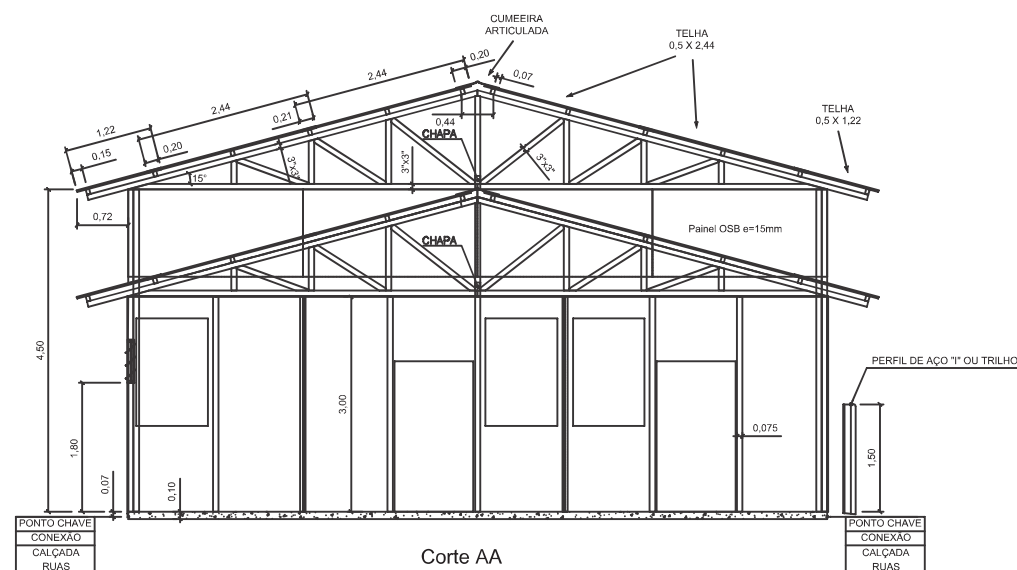 CUMEEIRA
ARTICULADA
TELHA
0,5 X 2,44
0,20
2,44
0,07
2,44
0,21
0,44
TELHA
0,5 X 1,22
1,22
0,15
0,20
CHAPA
3"x3"
15°
3"x3"
3"x3"
0,72
Painel OSB e=15mm
CHAPA
4,50
PERFIL DE AÇO "I" OU TRILHO
3,00
1,80
0,075
1,50
0,07
0,10
PONTO CHAVE
CONEXÃO
CALÇADA
RUAS
Corte AA
PONTO CHAVE
CONEXÃO
CALÇADA
RUAS